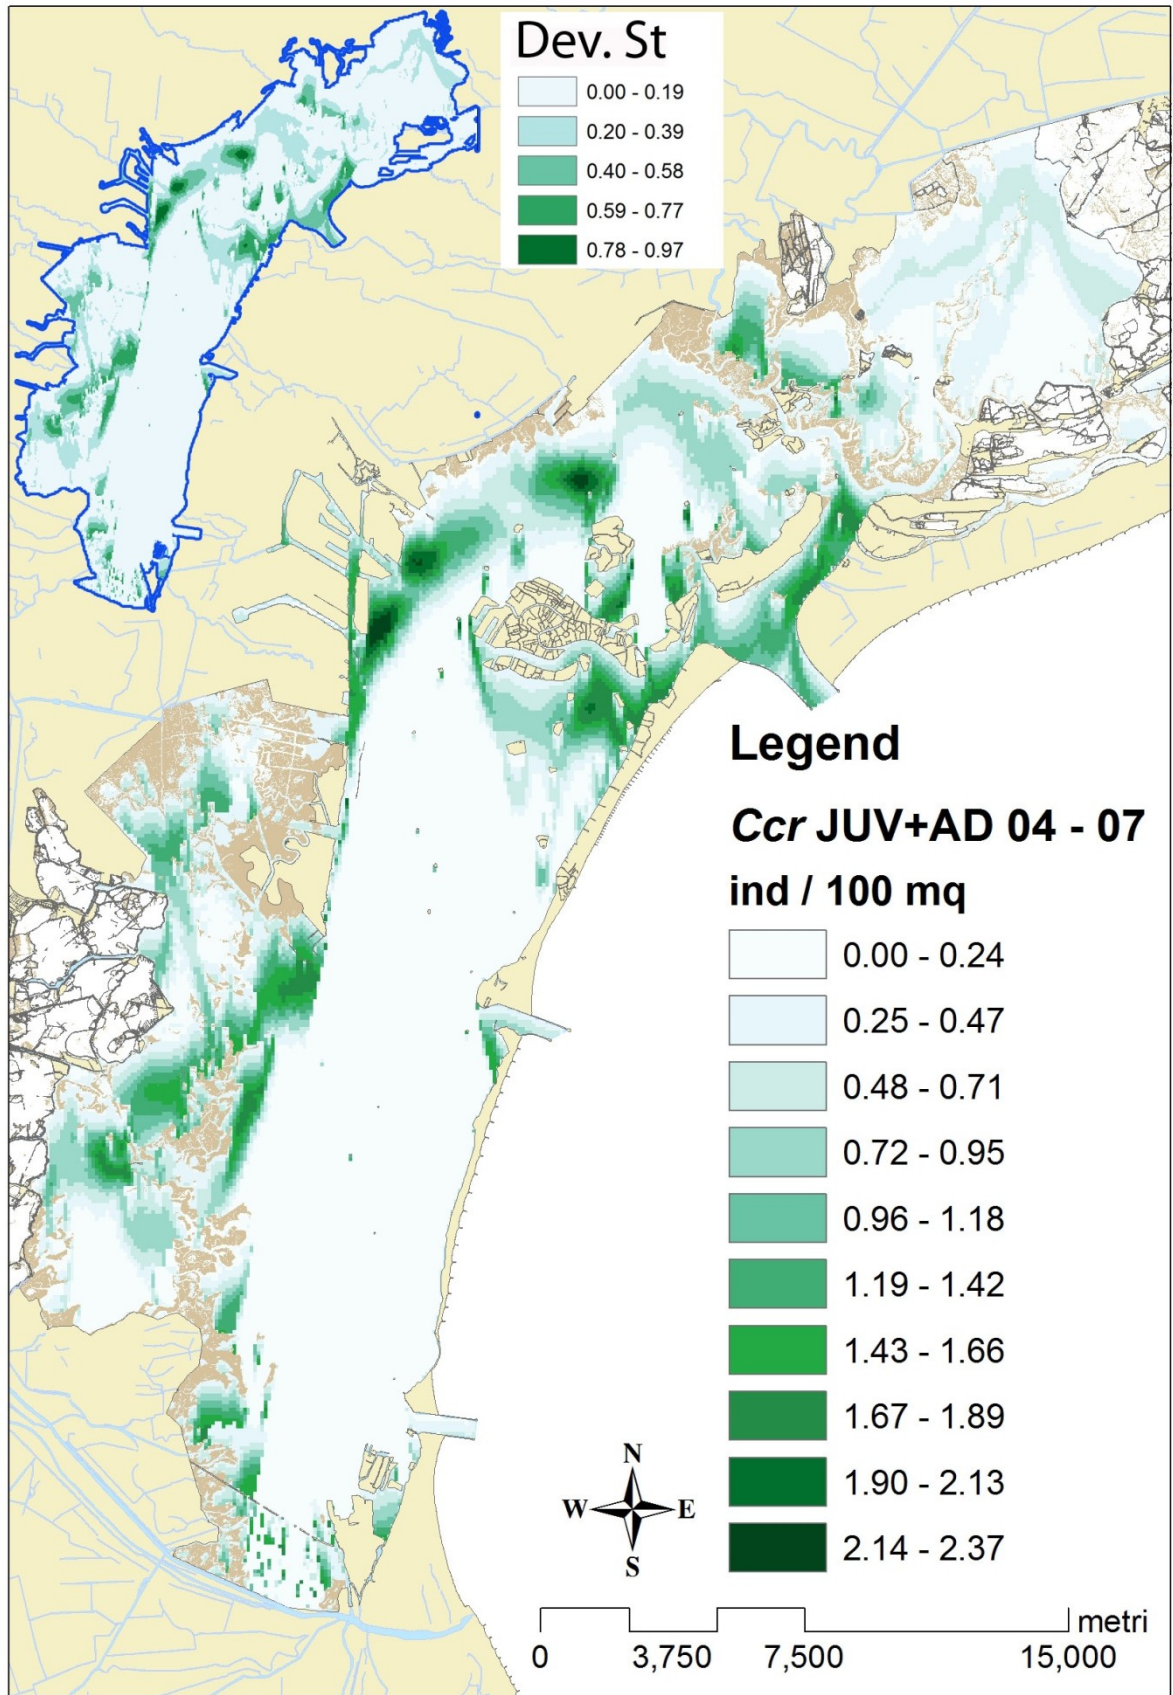 Dev. St
0.00 - 0.19
0.20 - 0.39
0.40 - 0.58
0.59 - 0.77
0.78 - 0.97
Legend
Ccr JUV+AD 04 - 07
ind / 100 mq
0.00 - 0.24
0.25 - 0.47
0.48 - 0.71
0.72 - 0.95
0.96 - 1.18
1.19 - 1.42
1.43 - 1.66
1.67 - 1.89
1.90 - 2.13
2.14 - 2.37
N
W E
S
metri
0 3,750 7,500 15,000